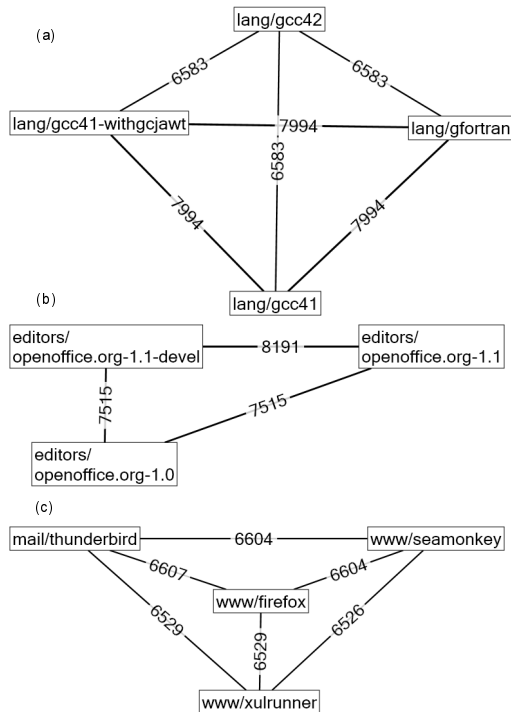 (a)
lang/gcc42
6583
6583
lang/gcc41-withgcjawt
7994
lang/gfortran
6583
7994
7994
lang/gcc41
(b)
editors/
openoffice.org-1.1-devel
8191
editors/
openoffice.org-1.1
7515
7515
editors/
openoffice.org-1.0
(c)
mail/thunderbird
6604
www/seamonkey
6607
6604
www/firefox
6529
6529
6526
www/xulrunner